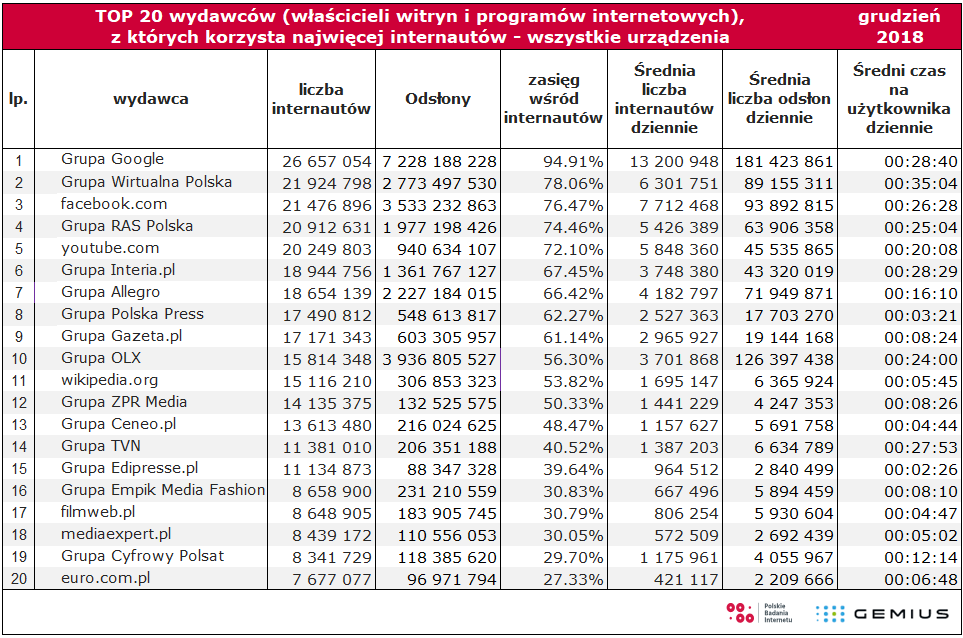 TOP 20 wydawców (właścicieli witryn i programów internetowych), grudzień
z których korzysta najwięcej internautów - wszystkie urządzenia 2018
lp. wydawca liczba internautów Odsłony zasięg wśród internautów Średnia liczba internautów dziennie Średnia liczba odsłon dziennie Średni czas na użytkownika dziennie
1 Grupa Google 26 657 054 7 228 188 228 94.91% 13 200 948 181 423 861 00:28:40
2 Grupa Wirtualna Polska 21 924 798 2 773 497 530 78.06% 6 301 751 89 155 311 00:35:04
3 facebook.com 21 476 896 3 533 232 863 76.47% 7 712 468 93 892 815 00:26:28
4 Grupa RAS Polska 20 912 631 1 977 198 426 74.46% 5 426 389 63 906 358 00:25:04
5 youtube.com 20 249 803 940 634 107 72.10% 5 848 360 45 535 865 00:20:08
6 Grupa Interia.pl 18 944 756 1 361 767 127 67.45% 3 748 380 43 320 019 00:28:29
7 Grupa Allegro 18 654 139 2 227 184 015 66.42% 4 182 797 71 949 871 00:16:10
8 Grupa Polska Press 17 490 812 548 613 817 62.27% 2 527 363 17 703 270 00:03:21
9 Grupa Gazeta.pl 17 171 343 603 305 957 61.14% 2 965 927 19 144 168 00:08:24
10 Grupa OLX 15 814 348 3 936 805 527 56.30% 3 701 868 126 397 438 00:24:00
11 wikipedia.org 15 116 210 306 853 323 53.82% 1 695 147 6 365 924 00:05:45
12 Grupa ZPR Media 14 135 375 132 525 575 50.33% 1 441 229 4 247 353 00:08:26
13 Grupa Ceneo.pl 13 613 480 216 024 625 48.47% 1 157 627 5 691 758 00:04:44
14 Grupa TVN 11 381 010 206 351 188 40.52% 1 387 203 6 634 789 00:27:53
15 Grupa Edipresse.pl 11 134 873 88 347 328 39.64% 964 512 2 840 499 00:02:26
16 Grupa Empik Media Fashion 8 658 900 231 210 559 30.83% 667 496 5 894 459 00:08:10
17 filmweb.pl 8 648 905 183 905 745 30.79% 806 254 5 930 604 00:04:47
18 mediaexpert.pl 8 439 172 110 556 053 30.05% 572 509 2 692 439 00:05:02
19 Grupa Cyfrowy Polsat 8 341 729 118 385 620 29.70% 1 175 961 4 055 967 00:12:14
20 euro.com.pl 7 677 077 96 971 794 27.33% 421 117 2 209 666 00:06:48
Polskie
Badania
Internetu
GEMIUS